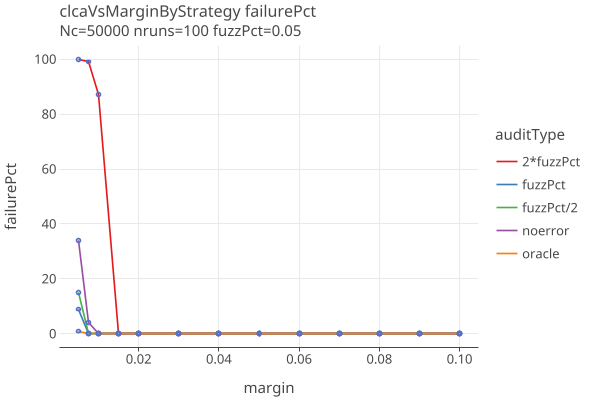 clcaVsMarginByStrategy failurePct
Nc=50000 nruns=100 fuzzPct=0.05
failurePct
100
80
60
40
20
0
0.02
0.04
0.06
0.08
0.10
margin
auditType
2*fuzzPct
fuzzPct
fuzzPct/2
noerror
oracle